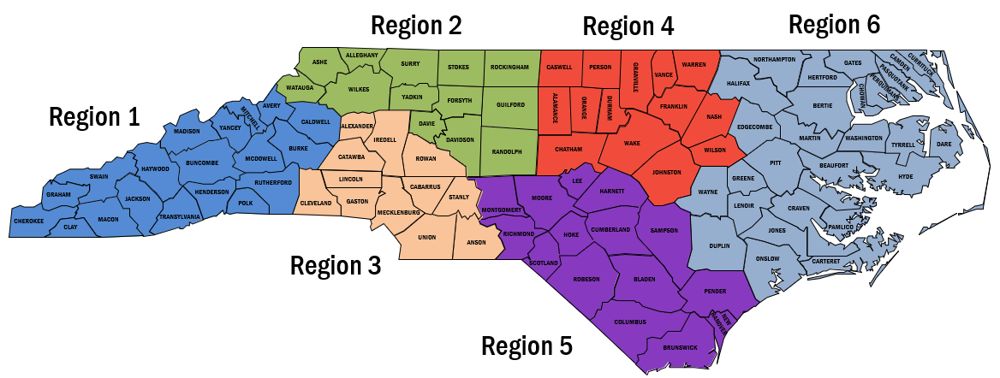 Region 1
Region 2
Region 3
Region 4
Region 5
Region 6
CHEROKEE
GRAHAM
SWAIN
CLAY
MACON
JACKSON
HAYWOOD
TRANSYLVANIA
MADISON
BUNCOMBE
HENDERSON
YANCEY
MITCHELL
AVERY
MCDOWELL
RUTHERFORD
POLK
CALDWELL
BURKE
ASHE
ALLEGHANY
WATAUGA
WILKES
SURRY
YADKIN
STOKES
FORSYTH
DAVIE
DAVIDSON
ROCKINGHAM
GUILFORD
RANDOLPH
ALEXANDER
IREDELL
CATAWBA
ROWAN
LINCOLN
CLEVELAND
GASTON
CABARRUS
STANLY
MECKLENBURG
UNION
ANSON
CASWELL
PERSON
GRANVILLE
VANCE
WARREN
ALAMANCE
ORANGE
DURHAM
FRANKLIN
NASH
CHATHAM
WAKE
WILSON
JOHNSTON
MONTGOMERY
MOORE
LEE
HARNETT
RICHMOND
HOKE
CUMBERLAND
SAMPSON
SCOTLAND
ROBESON
BLADEN
PENDER
COLUMBUS
NEW
HANOVER
BRUNSWICK
NORTHAMPTON
GATES
CAMDEN
CURRITUCK
PASQUOTANK
PERQUIMANS
HALIFAX
HERTFORD
CHOWAN
BERTIE
EDGECOMBE
MARTIN
WASHINGTON
TYRRELL
DARE
PITT
BEAUFORT
HYDE
WAYNE
GREENE
LENOIR
CRAVEN
PAMLICO
JONES
DUPLIN
ONSLOW
CARTERET